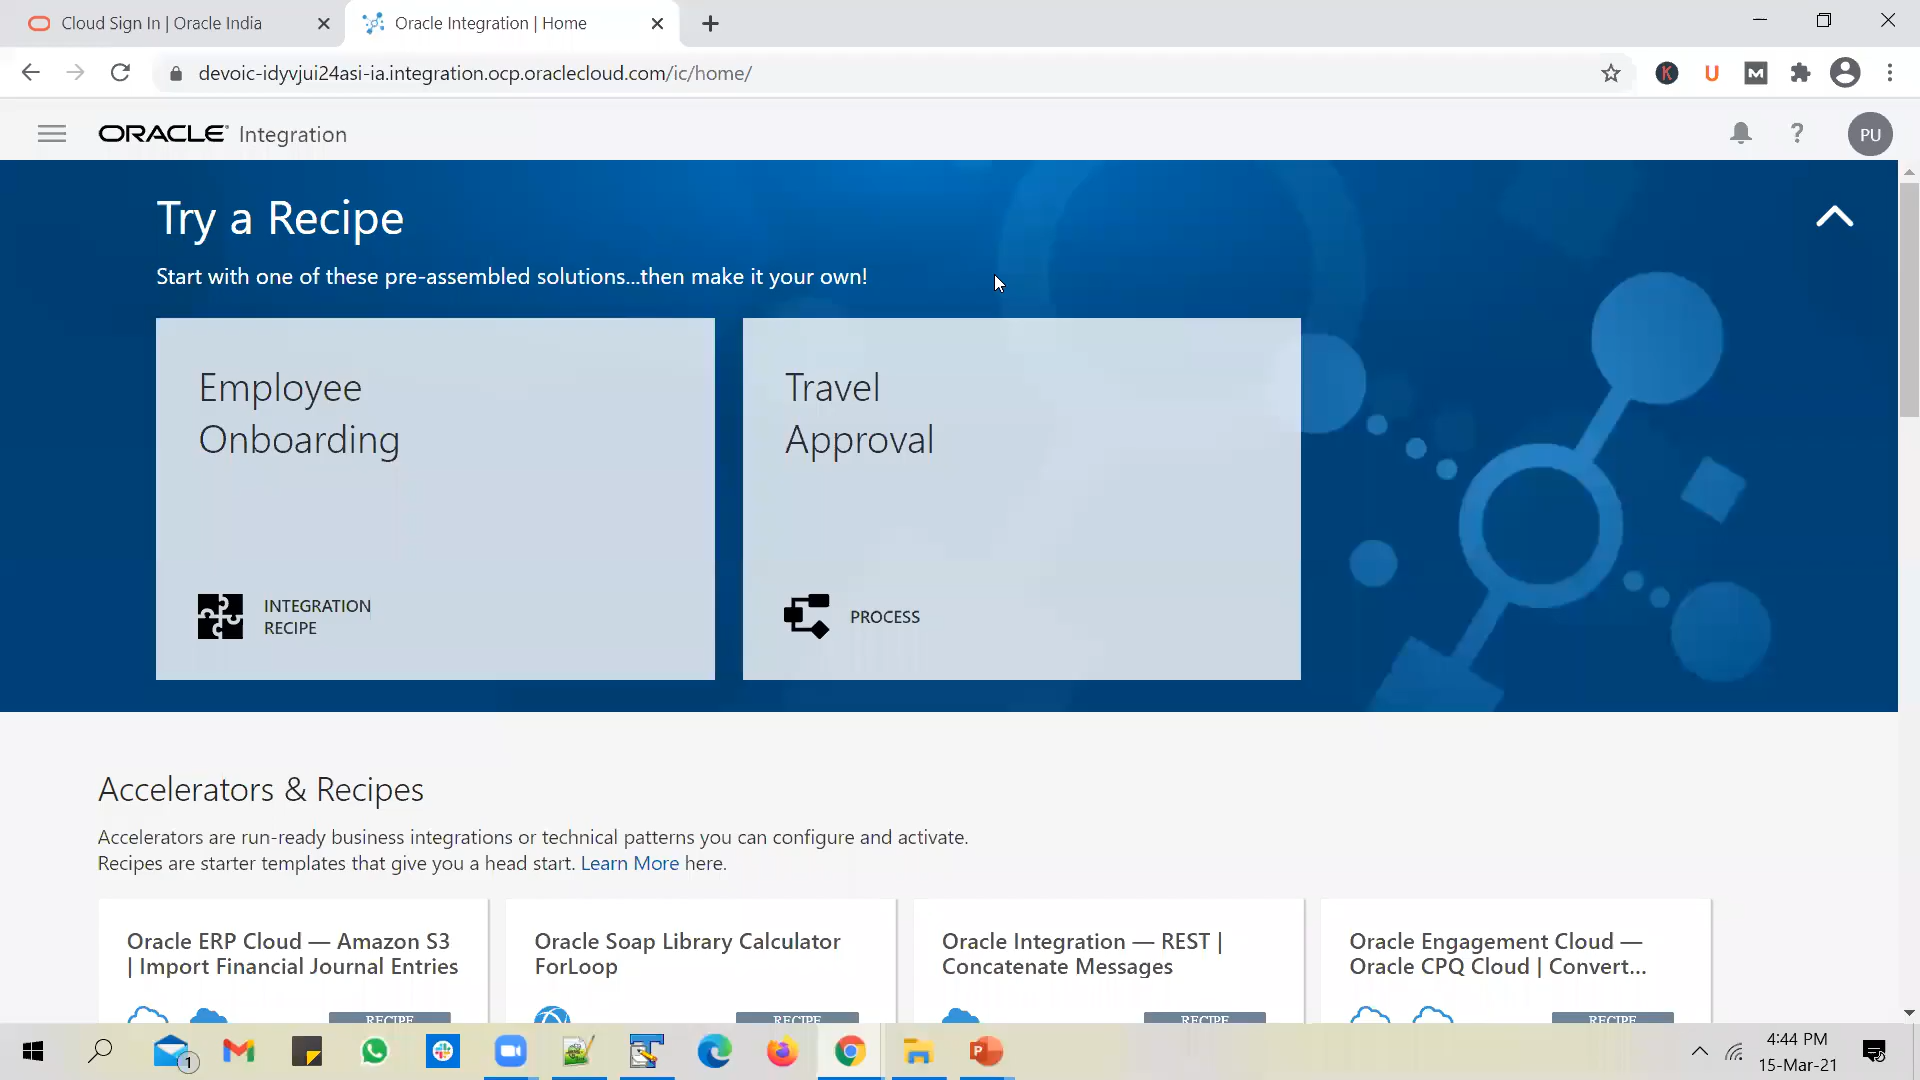 Cloud Sign In | Oracle India
Oracle Integration | Home
devoic-idyvjui24asi-ia.integration.ocp.oraclecloud.com/ic/home/
K U M
ORACLE Integration
? PU
Try a Recipe
Start with one of these pre-assembled solutions...then make it your own!
Employee
Onboarding
INTEGRATION
RECIPE
Travel
Approval
PROCESS
Accelerators & Recipes
Accelerators are run-ready business integrations or technical patterns you can configure and activate.
Recipes are starter templates that give you a head start. Learn More here.
Oracle ERP Cloud — Amazon S3
| Import Financial Journal Entries
RECIPE
Oracle Soap Library Calculator
ForLoop
RECIPE
Oracle Integration — REST |
Concatenate Messages
RECIPE
Oracle Engagement Cloud —
Oracle CPQ Cloud | Convert...
RECIPE
1
4:44 PM
15-Mar-21